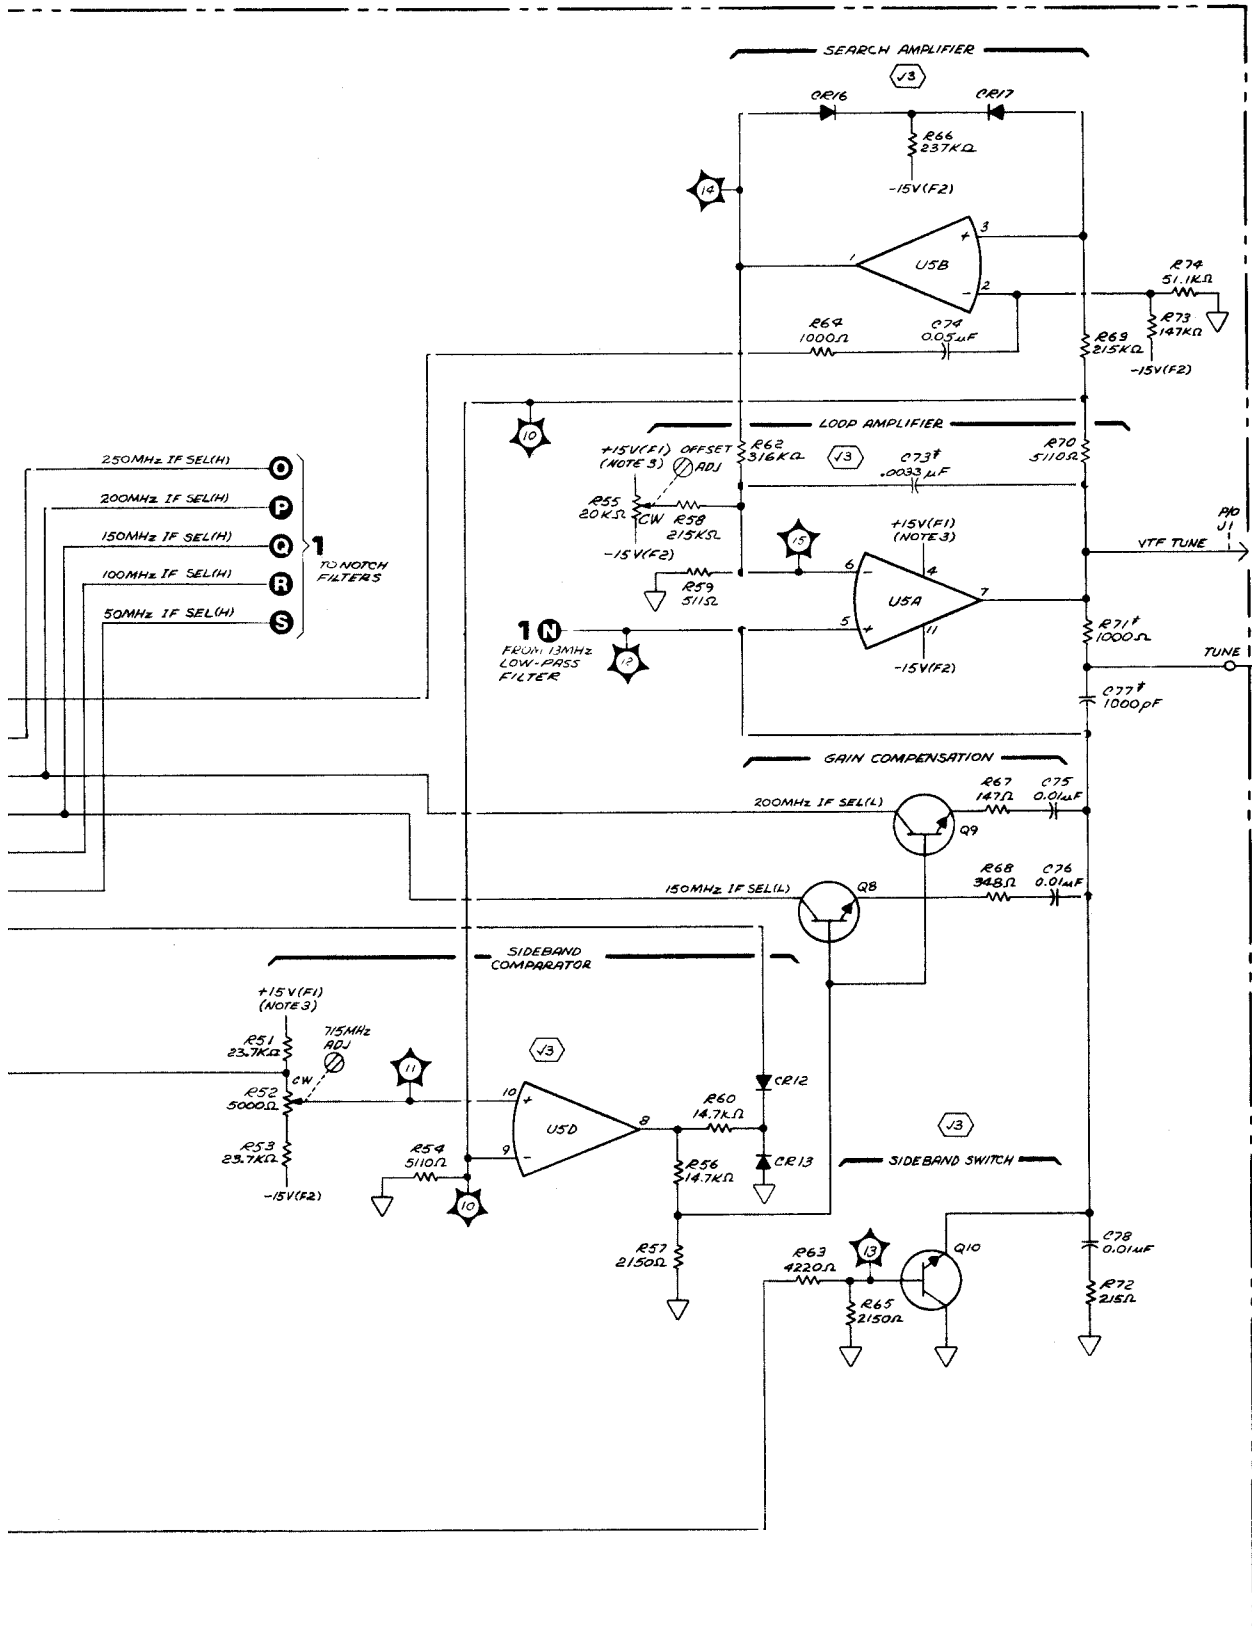 SEARCH AMPLIFIER
√3
CR16
CR17
R66
237KΩ
-15V(F2)
14
3
+
1
U5B
-
2
R74
51.1KΩ
R64
1000Ω
C74
0.05µF
R73
147KΩ
-15V(F2)
R69
215KΩ
10
LOOP AMPLIFIER
+15V(F1) OFFSET
(NOTE 3) ADJ
R62
316KΩ
√3
C73*
.0033 µF
R70
5110Ω
250MHz IF SEL(H) O
200MHz IF SEL(H) P
150MHz IF SEL(H) Q
100MHz IF SEL(H) R
50MHz IF SEL(H) S
1
TO NOTCH
FILTERS
R55
20KΩ
CW
R58
215KΩ
-15V(F2)
15
+15V(F1)
(NOTE 3)
P/O
J1
VTF TUNE
R59
511Ω
6
-
4
U5A
7
5
+
11
-15V(F2)
1 N
FROM 13MHz
LOW-PASS
FILTER
12
R71*
1000Ω
TUNE
C77*
1000pF
GAIN COMPENSATION
200MHz IF SEL(L)
R67
147Ω
C75
0.01µF
Q9
150MHz IF SEL(L)
Q8
R68
348Ω
C76
0.01µF
SIDEBAND
COMPARATOR
+15V(F1)
(NOTE 3)
R51
23.7KΩ
715MHz
ADJ
CW
R52
5000Ω
R53
23.7KΩ
-15V(F2)
11
√3
10
+
U5D
8
9
-
R54
5110Ω
10
R60
14.7KΩ
CR12
CR13
R56
14.7KΩ
R57
2150Ω
√3
SIDEBAND SWITCH
R63
4220Ω
13
Q10
R65
2150Ω
C78
0.01µF
R72
215Ω